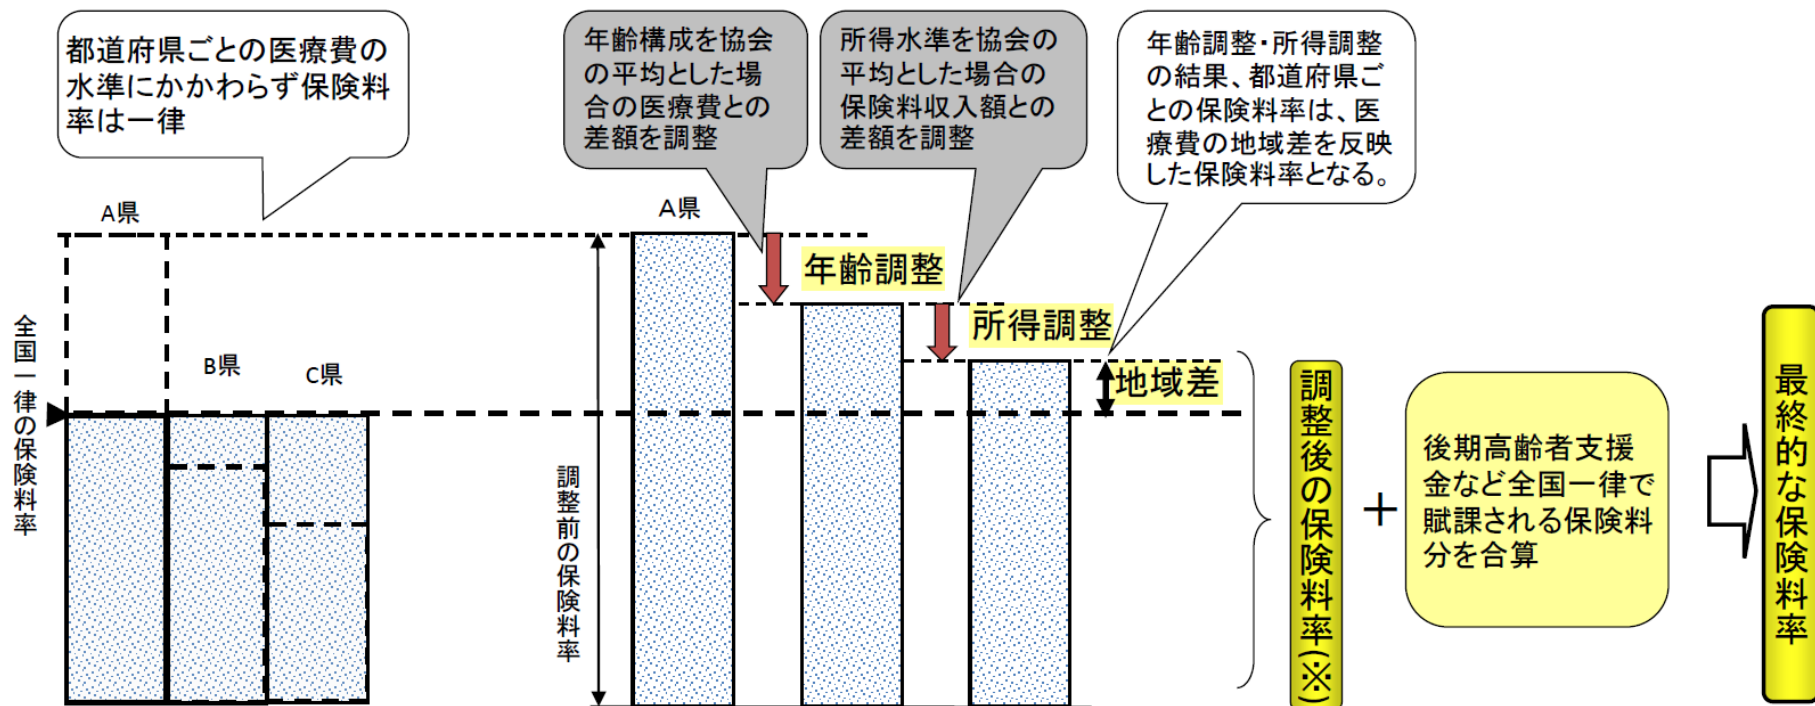 都道府県ごとの医療費の
水準にかかわらず保険料
率は一律
年齢構成を協会
の平均とした場
合の医療費との
差額を調整
所得水準を協会の
平均とした場合の
保険料収入額との
差額を調整
年齢調整・所得調整
の結果、都道府県ご
との保険料率は、医
療費の地域差を反映
した保険料率となる。
A県
B県
C県
全国一律の保険料率
A県
年齢調整
所得調整
地域差
調整前の保険料率
調整後の保険料率(※)
+
後期高齢者支援
金など全国一律で
賦課される保険料
分を合算
最終的な保険料率